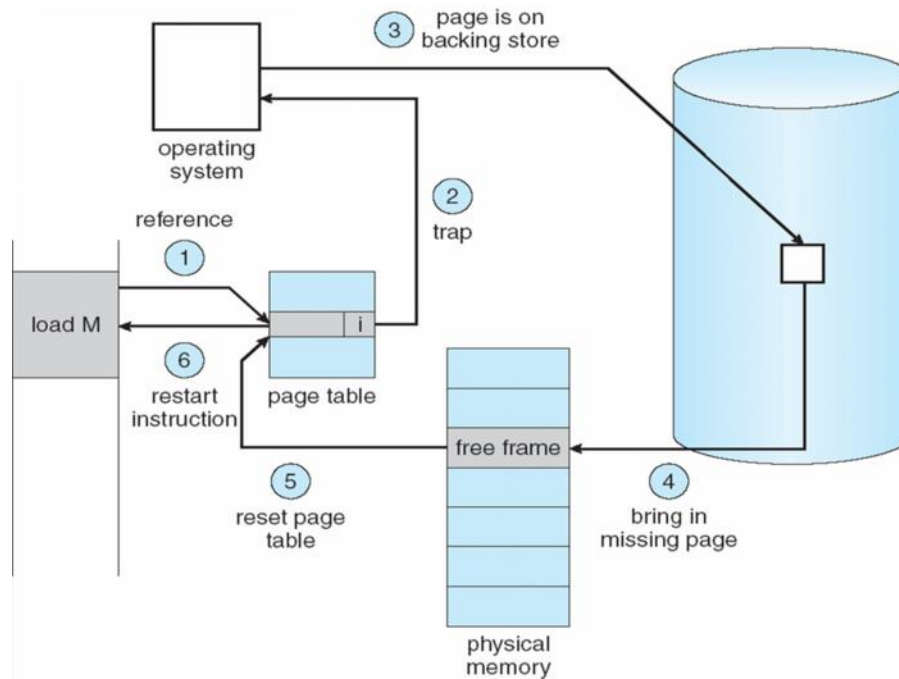 3
page is on
backing store
operating
system
2
trap
reference
1
load M
i
6
restart
instruction
page table
free frame
5
reset page
table
4
bring in
missing page
physical
memory